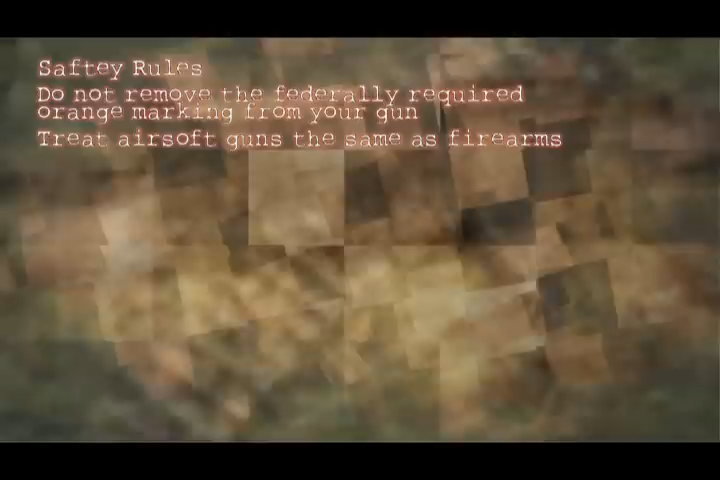 Saftey Rules
Do not remove the federally required
orange marking from your gun
Treat airsoft guns the same as firearms